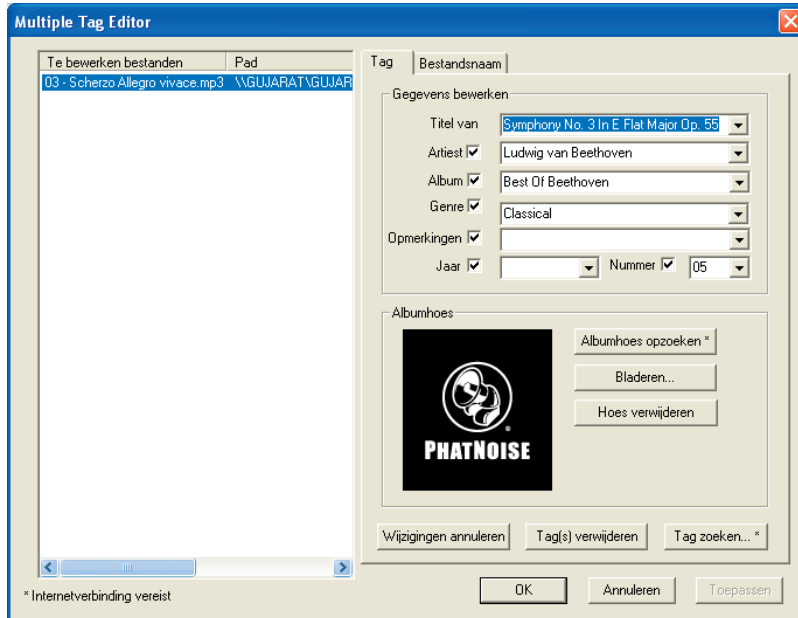 Multiple Tag Editor
Te bewerken bestanden Pad
03 - Scherzo Allegro vivace.mp3 \\GUJARAT\GUJAR
Tag Bestandsnaam
Gegevens bewerken
Titel van Symphony No. 3 In E Flat Major Op. 55
Artiest Ludwig van Beethoven
Album Best Of Beethoven
Genre Classical
Opmerkingen
Jaar Nummer 05
Albumhoes
PHATNOISE
®
Albumhoes opzoeken *
Bladeren...
Hoes verwijderen
Wijzigingen annuleren Tag(s) verwijderen Tag zoeken... *
* Internetverbinding vereist
OK Annuleren Toepassen